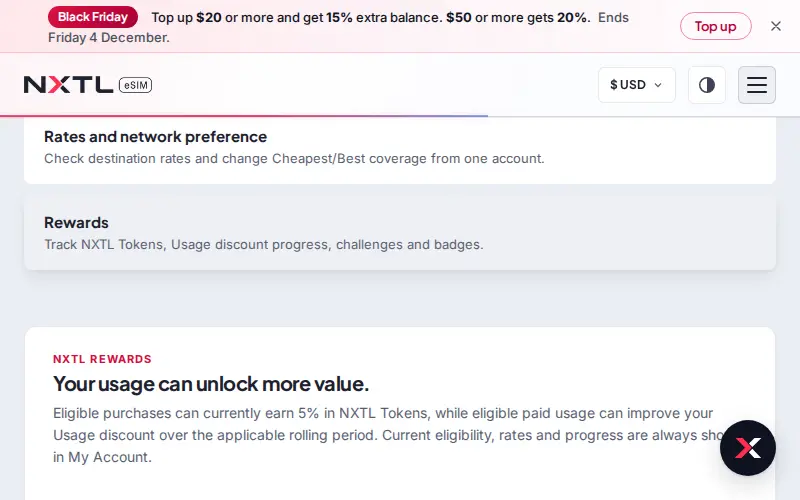 Black Friday Top up $20 or more and get 15% extra balance. $50 or more gets 20%. Ends
Friday 4 December.
Top up
NXTL eSIM
$ USD
Rates and network preference
Check destination rates and change Cheapest/Best coverage from one account.
Rewards
Track NXTL Tokens, Usage discount progress, challenges and badges.
NXTL REWARDS
Your usage can unlock more value.
Eligible purchases can currently earn 5% in NXTL Tokens, while eligible paid usage can improve your
Usage discount over the applicable rolling period. Current eligibility, rates and progress are always
in My Account.